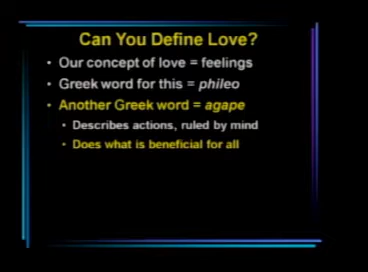 Can You Define Love?
• Our concept of love = feelings
• Greek word for this = phileo
• Another Greek word = agape
• Describes actions, ruled by mind
• Does what is beneficial for all